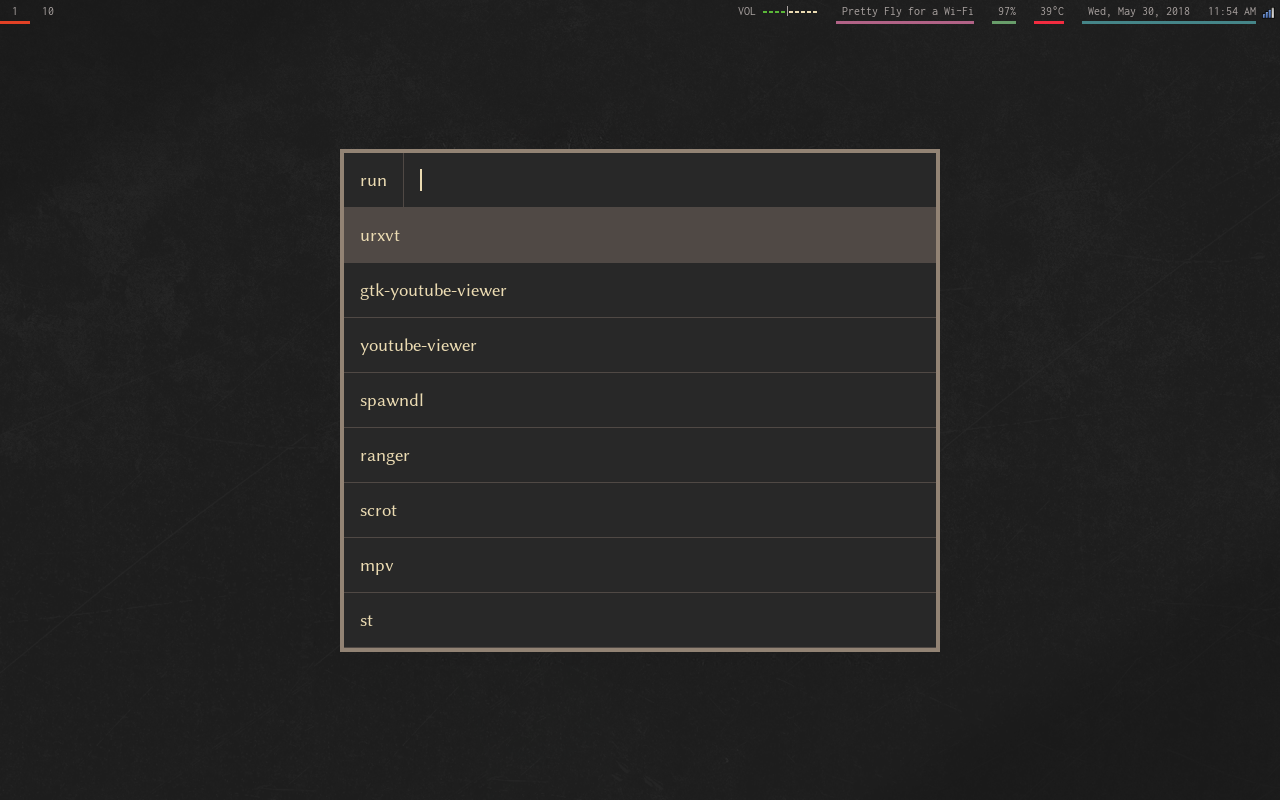 1 10 VOL Pretty Fly for a Wi-Fi 97% 39°C Wed, May 30, 2018 11:54 AM
run
urxvt
gtk-youtube-viewer
youtube-viewer
spawndl
ranger
scrot
mpv
st